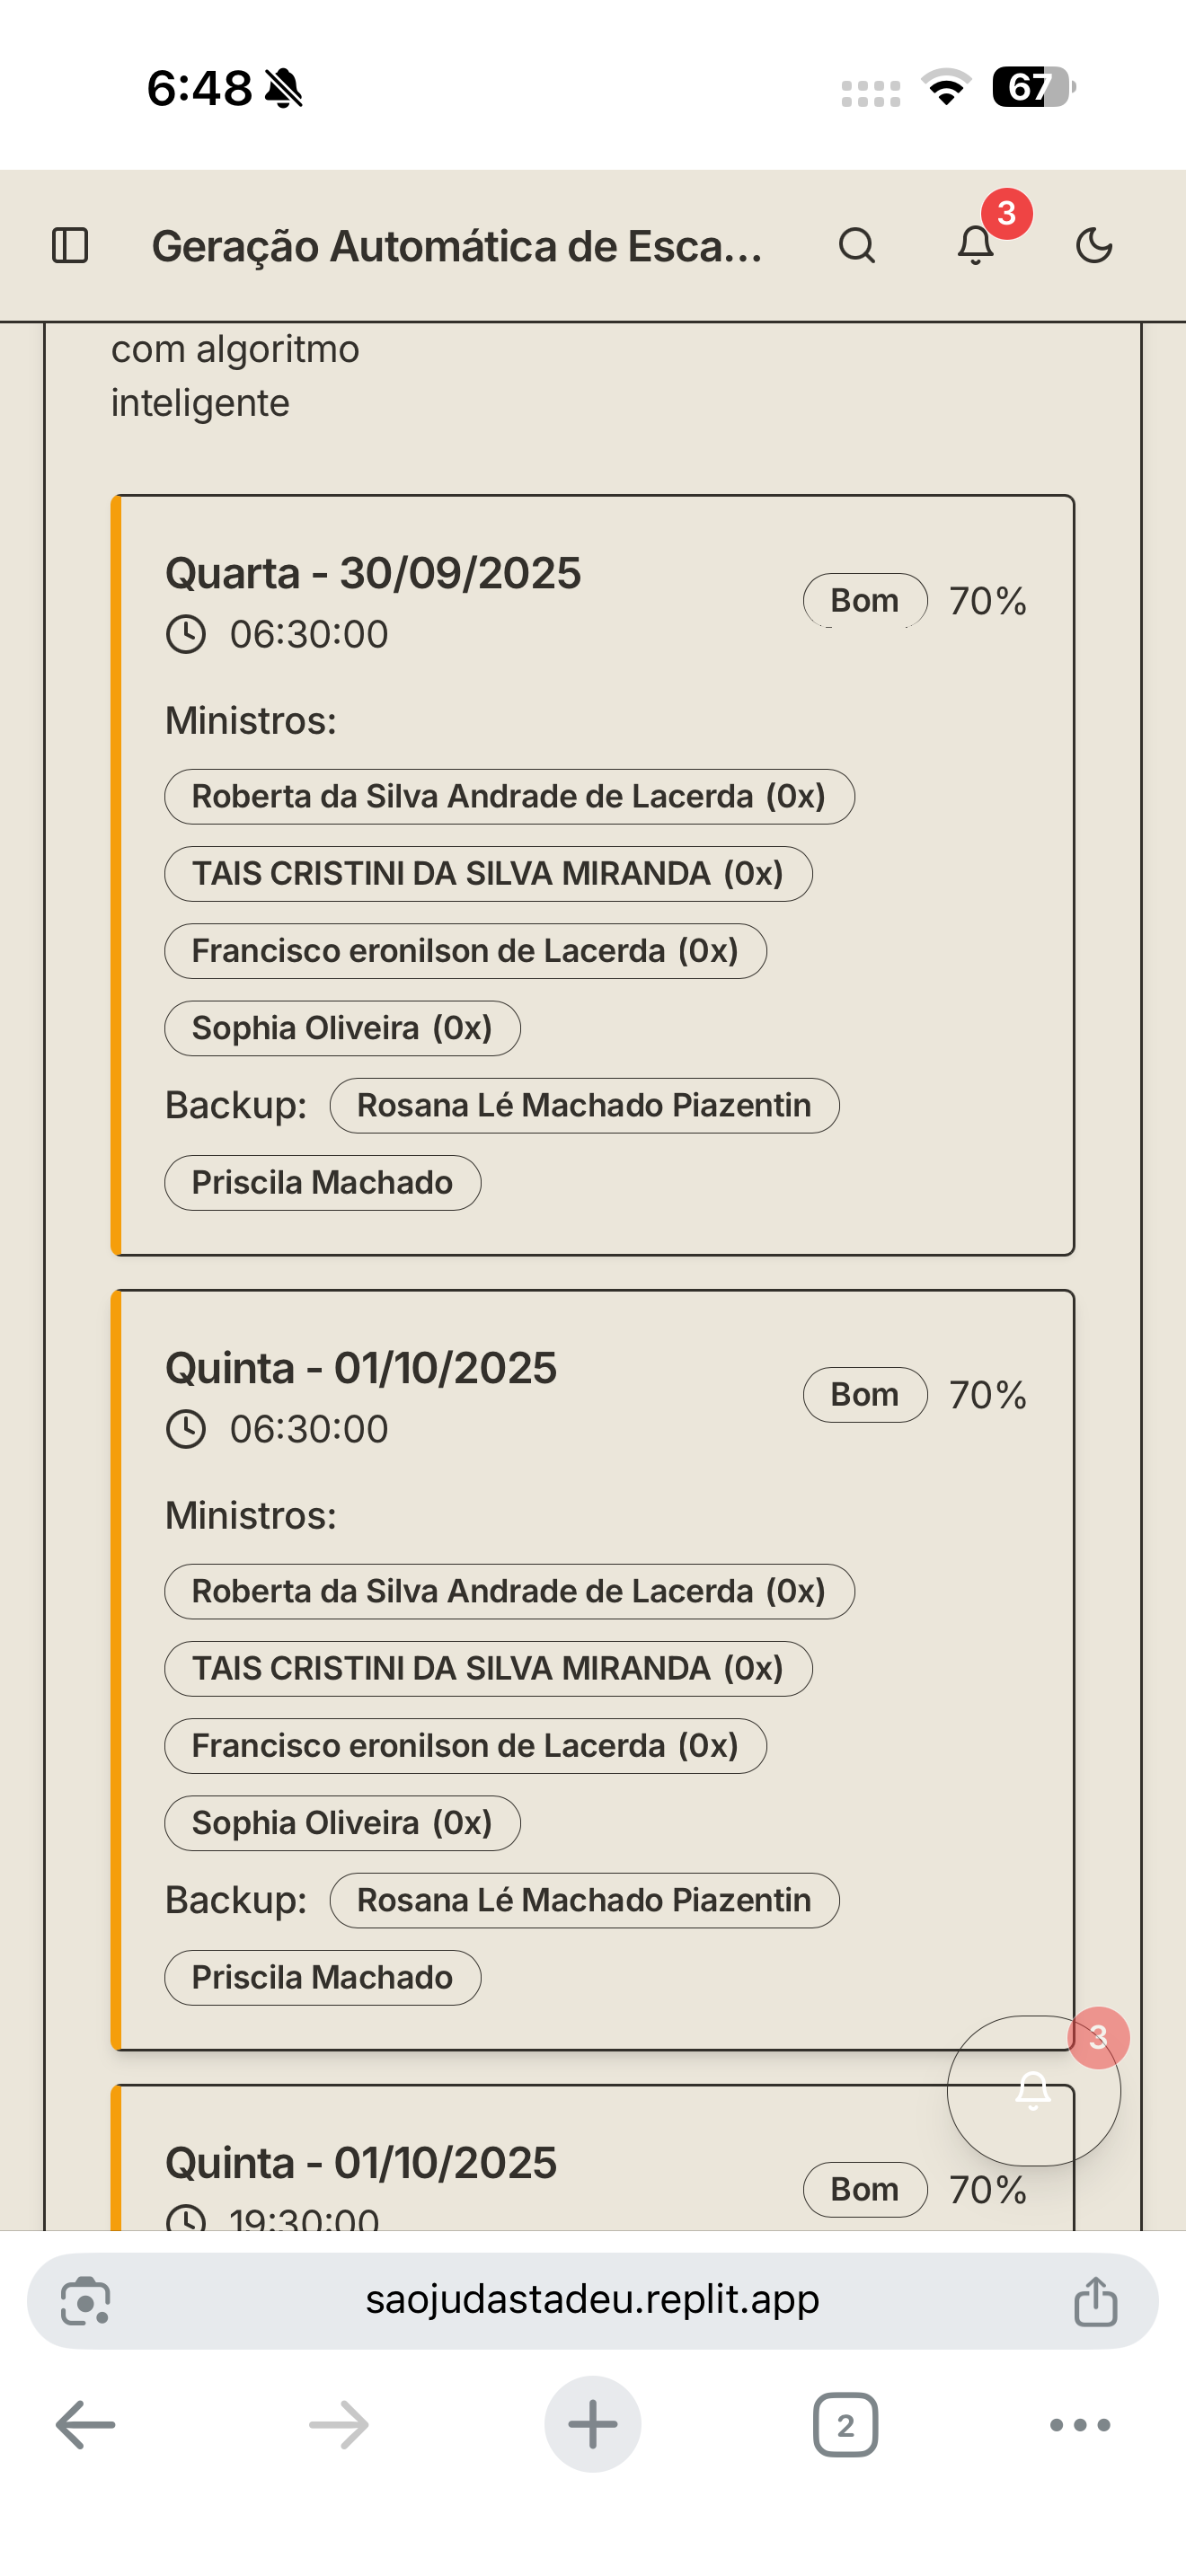 6:48
67
Geração Automática de Esca...
3
com algoritmo
inteligente
Quarta - 30/09/2025
Bom 70%
06:30:00
Ministros:
Roberta da Silva Andrade de Lacerda (0x)
TAIS CRISTINI DA SILVA MIRANDA (0x)
Francisco eronilson de Lacerda (0x)
Sophia Oliveira (0x)
Backup: Rosana Lé Machado Piazentin
Priscila Machado
Quinta - 01/10/2025
Bom 70%
06:30:00
Ministros:
Roberta da Silva Andrade de Lacerda (0x)
TAIS CRISTINI DA SILVA MIRANDA (0x)
Francisco eronilson de Lacerda (0x)
Sophia Oliveira (0x)
Backup: Rosana Lé Machado Piazentin
Priscila Machado
3
Quinta - 01/10/2025
Bom 70%
19:30:00
saojudastadeu.replit.app
2